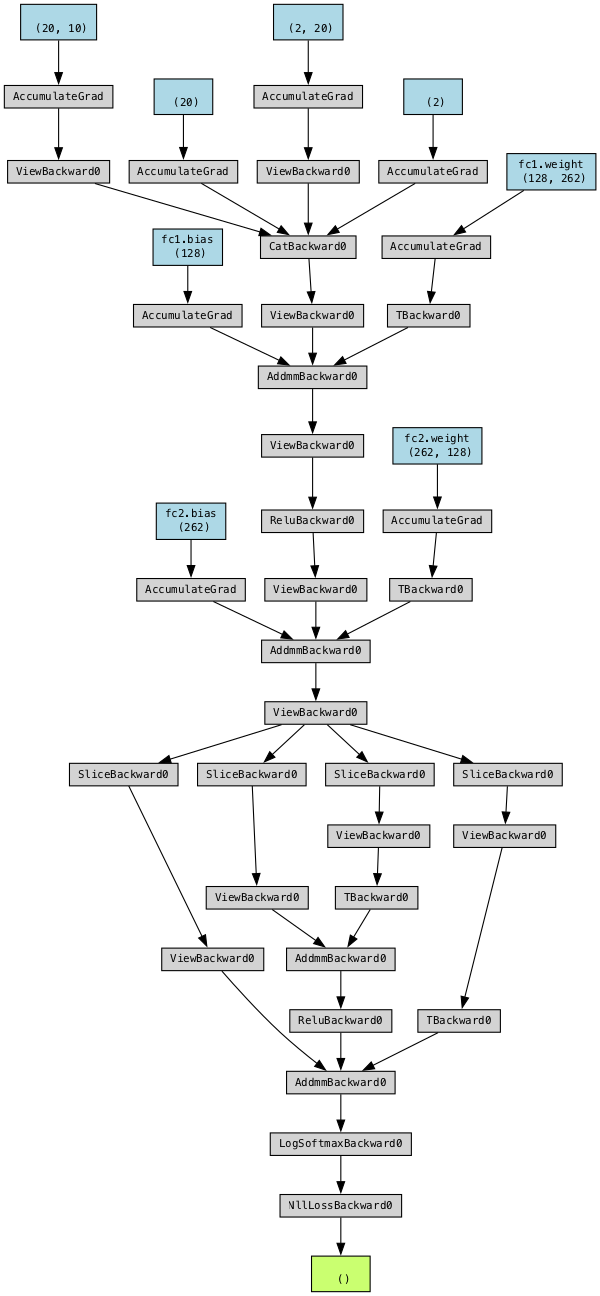 (20, 10)
(2, 20)
AccumulateGrad
(20)
AccumulateGrad
(2)
ViewBackward0
AccumulateGrad
ViewBackward0
AccumulateGrad
fc1.weight
(128, 262)
fc1.bias
(128)
CatBackward0
AccumulateGrad
AccumulateGrad
ViewBackward0
TBackward0
AddmmBackward0
ViewBackward0
fc2.weight
(262, 128)
fc2.bias
(262)
ReluBackward0
AccumulateGrad
AccumulateGrad
ViewBackward0
TBackward0
AddmmBackward0
ViewBackward0
SliceBackward0
SliceBackward0
SliceBackward0
SliceBackward0
ViewBackward0
ViewBackward0
ViewBackward0
TBackward0
ViewBackward0
AddmmBackward0
ReluBackward0
TBackward0
AddmmBackward0
LogSoftmaxBackward0
NllLossBackward0
()